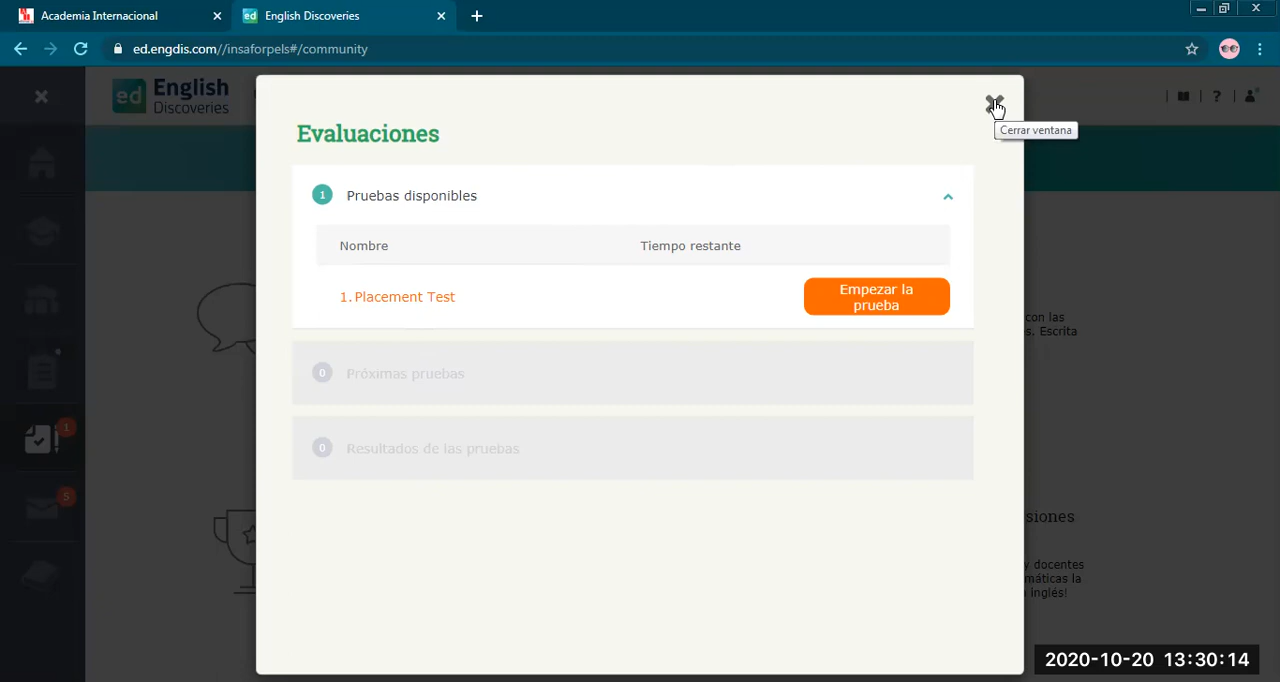 Academia Internacional
English Discoveries
ed.engdis.com//insaforpels#/community
ed English
Discoveries
?
Cerrar ventana
Evaluaciones
1 Pruebas disponibles
Nombre Tiempo restante
1. Placement Test
Empezar la
prueba
con las
s. Escrita
0 Próximas pruebas
1
0 Resultados de las pruebas
5
siones
y docentes
máticas la
inglés!
2020-10-20 13:30:14